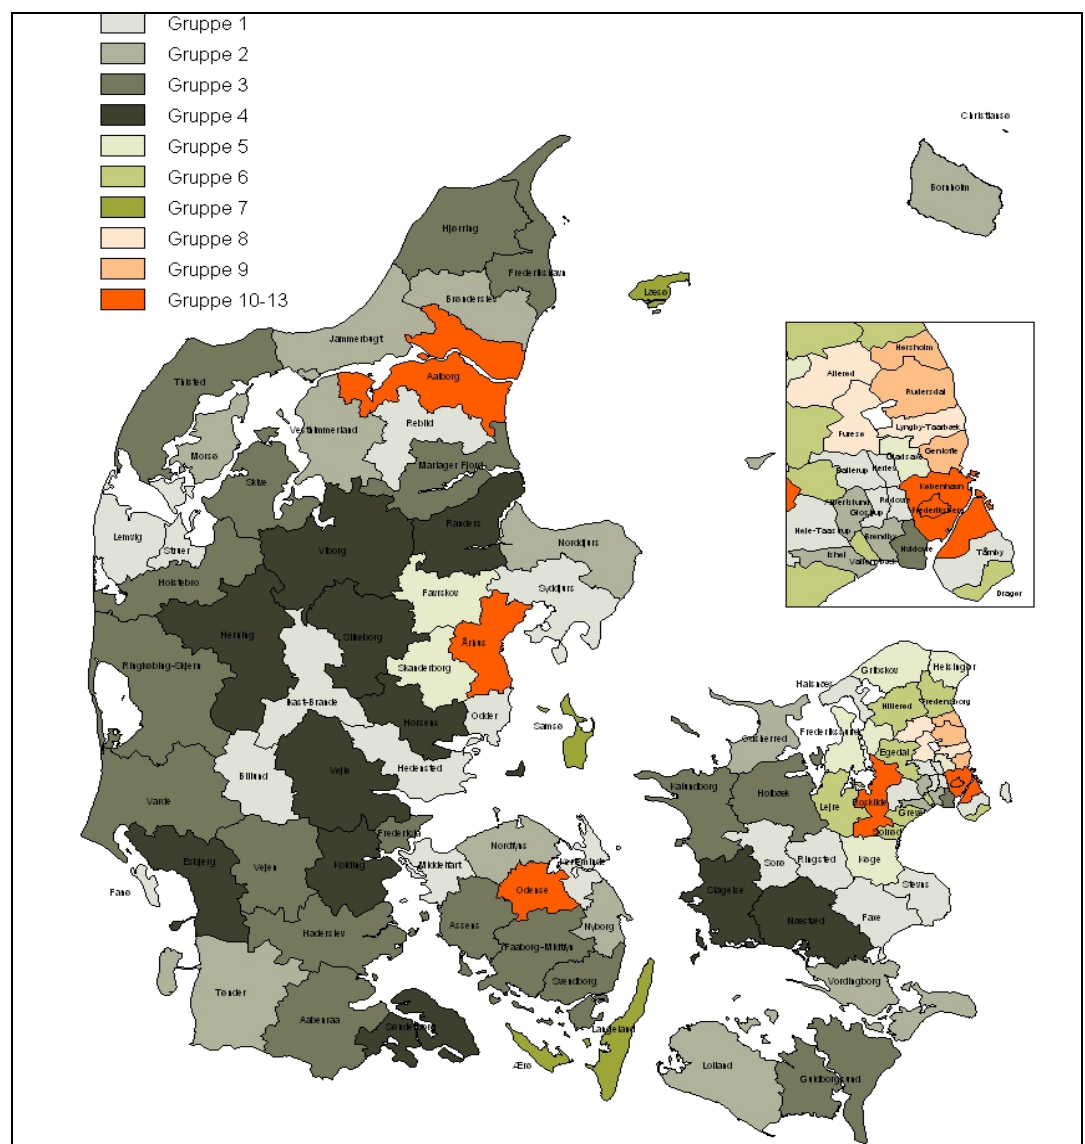 Gruppe 1
Gruppe 2
Gruppe 3
Gruppe 4
Gruppe 5
Gruppe 6
Gruppe 7
Gruppe 8
Gruppe 9
Gruppe 10-13
Christiansø
Bornholm
Hjørring
Frederikshavn
Læsø
Brønderslev
Jammerbugt
Aalborg
Thisted
Rebild
Vesthimmerland
Morsø
Mariager Fjord
Skive
Randers
Lemvig
Struer
Viborg
Norddjurs
Holstebro
Syddjurs
Favrskov
Herning
Silkeborg
Århus
Ringkøbing-Skjern
Skanderborg
Ikast-Brande
Horsens
Odder
Samsø
Hedensted
Billund
Vejle
Varde
Fredericia
Esbjerg
Vejen
Kolding
Middelfart
Nordfyns
Kerteminde
Fanø
Odense
Assens
Nyborg
Haderslev
Faaborg-Midtfyn
Svendborg
Tønder
Aabenraa
Sønderborg
Langeland
Ærø
Hørsholm
Allerød
Rudersdal
Furesø
Lyngby-Taarbæk
Gladsaxe
Gentofte
Ballerup
Herlev
København
Albertslund
Rødovre
Glostrup
Frederiksberg
Høje-Taastrup
Brøndby
Hvidovre
Ishøj
Vallensbæk
Tårnby
Dragør
Gribskov
Helsingør
Halsnæs
Hillerød
Fredensborg
Frederikssund
Odsherred
Egedal
Kalundborg
Holbæk
Lejre
Roskilde
Greve
Solrød
Sorø
Ringsted
Køge
Stevns
Slagelse
Næstved
Faxe
Vordingborg
Lolland
Guldborgsund